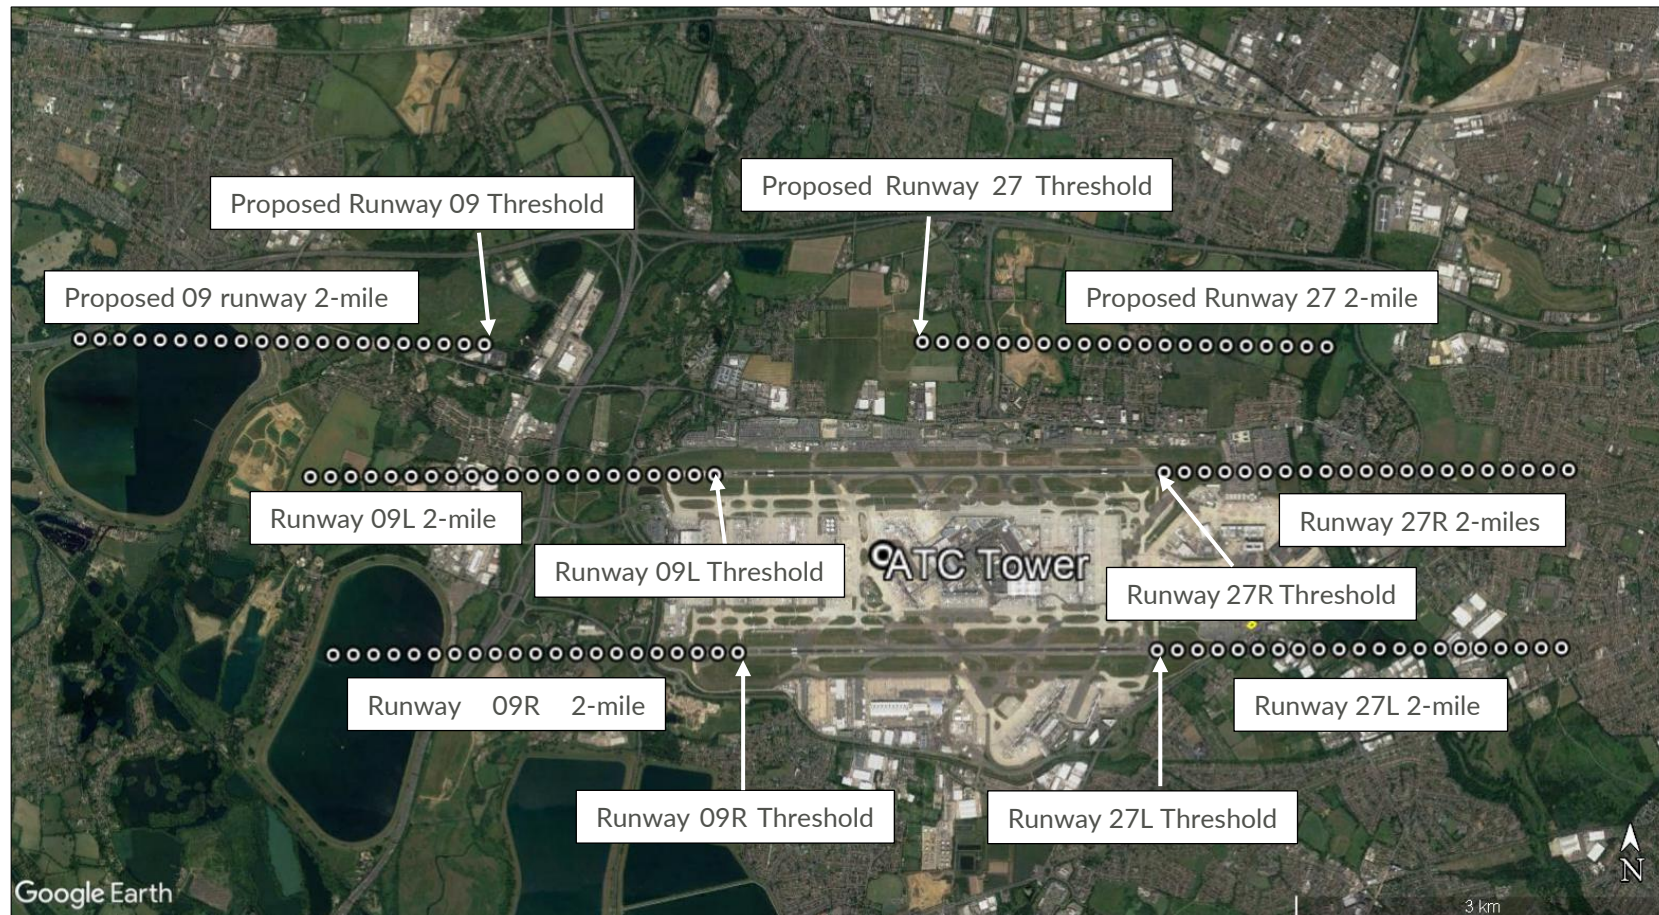 Proposed Runway 27 Threshold
Proposed Runway 09 Threshold
Proposed 09 runway 2-mile
Proposed Runway 27 2-mile
Runway 09L 2-mile
Runway 27R 2-miles
Runway 09L Threshold
ATC Tower
Runway 27R Threshold
Runway 09R 2-mile
Runway 27L 2-mile
Runway 09R Threshold
Runway 27L Threshold
N
Google Earth
3 km